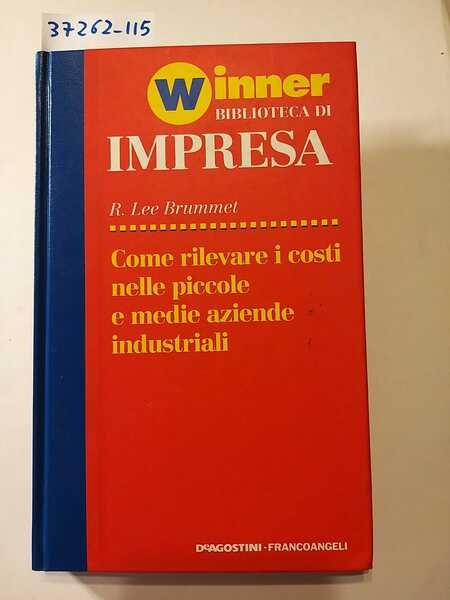 37262-115
Winner
BIBLIOTECA DI
IMPRESA
R. Lee Brummet
Come rilevare i costi
nelle piccole
e medie aziende
industriali
DeAGOSTINI-FRANCOANGELI